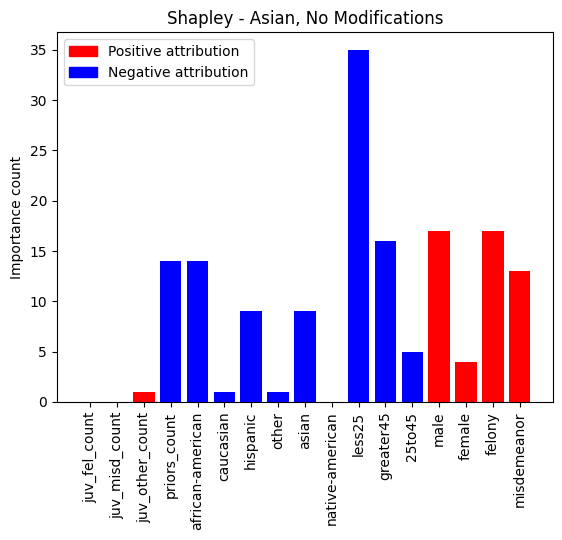 Shapley - Asian, No Modifications
Positive attribution
Negative attribution
Importance count
35
30
25
20
15
10
5
0
juv_fel_count
juv_misd_count
juv_other_count
priors_count
african-american
caucasian
hispanic
other
asian
native-american
less25
greater45
25to45
male
female
felony
misdemeanor